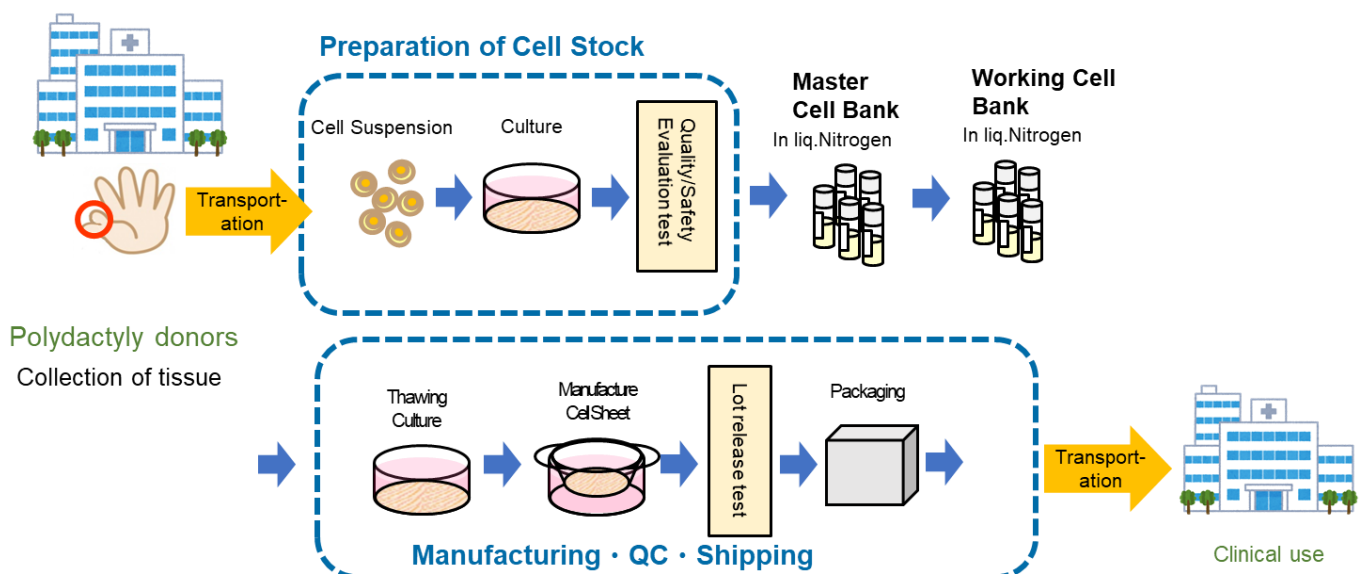 Preparation of Cell Stock
Cell Suspension
Culture
Quality/Safety
Evaluation test
Master
Cell Bank
In liq.Nitrogen
Working Cell
Bank
In liq.Nitrogen
Transport-
ation
Polydactyly donors
Collection of tissue
Thawing
Culture
Manufacture
Cell Sheet
Lot release test
Packaging
Transport-
ation
Manufacturing・QC・Shipping
Clinical use